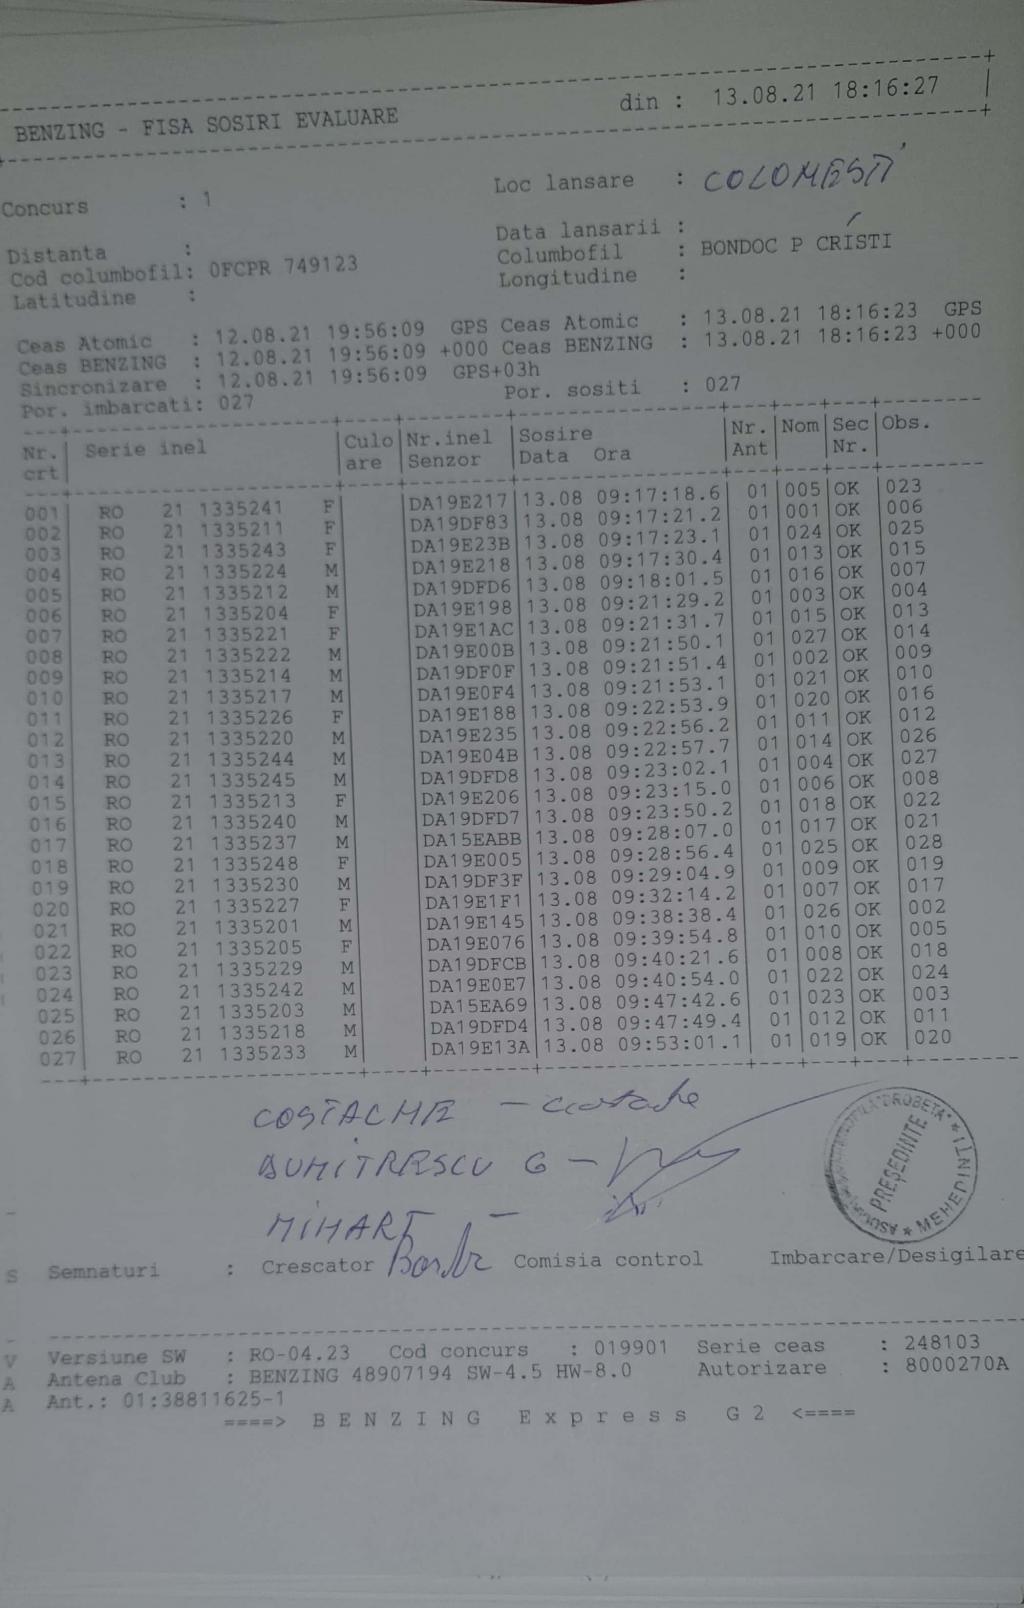 BENZING - FISA SOSIRI EVALUARE din : 13.08.21 18:16:27
Concurs : 1 Loc lansare : COLOMESTI
Distanta : Data lansarii :
Cod columbofil: 0FCPR 749123 Columbofil : BONDOC P CRISTI
Latitudine : Longitudine :
Ceas Atomic : 12.08.21 19:56:09 GPS Ceas Atomic : 13.08.21 18:16:23 GPS
Ceas BENZING : 12.08.21 19:56:09 +000 Ceas BENZING : 13.08.21 18:16:23 +000
Sincronizare : 12.08.21 19:56:09 GPS+03h
Por. imbarcati: 027 Por. sositi : 027
Nr. Serie inel Culo Nr.inel Sosire Nr. Nom Sec Obs.
crt are Senzor Data Ora Ant Nr.
001 RO 21 1335241 F DA19E217 13.08 09:17:18.6 01 005 OK 023
002 RO 21 1335211 F DA19DF83 13.08 09:17:21.2 01 001 OK 006
003 RO 21 1335243 F DA19E23B 13.08 09:17:23.1 01 024 OK 025
004 RO 21 1335224 M DA19E218 13.08 09:17:30.4 01 013 OK 015
005 RO 21 1335212 M DA19DFD6 13.08 09:18:01.5 01 016 OK 007
006 RO 21 1335204 F DA19E198 13.08 09:21:29.2 01 003 OK 004
007 RO 21 1335221 F DA19E1AC 13.08 09:21:31.7 01 015 OK 013
008 RO 21 1335222 M DA19E00B 13.08 09:21:50.1 01 027 OK 014
009 RO 21 1335214 M DA19DF0F 13.08 09:21:51.4 01 002 OK 009
010 RO 21 1335217 M DA19E0F4 13.08 09:21:53.1 01 021 OK 010
011 RO 21 1335226 F DA19E188 13.08 09:22:53.9 01 020 OK 016
012 RO 21 1335220 M DA19E235 13.08 09:22:56.2 01 011 OK 012
013 RO 21 1335244 M DA19E04B 13.08 09:22:57.7 01 014 OK 026
014 RO 21 1335245 M DA19DFD8 13.08 09:23:02.1 01 004 OK 027
015 RO 21 1335213 F DA19E206 13.08 09:23:15.0 01 006 OK 008
016 RO 21 1335240 M DA19DFD7 13.08 09:23:50.2 01 018 OK 022
017 RO 21 1335237 M DA15EABB 13.08 09:28:07.0 01 017 OK 021
018 RO 21 1335248 F DA19E005 13.08 09:28:56.4 01 025 OK 028
019 RO 21 1335230 M DA19DF3F 13.08 09:29:04.9 01 009 OK 019
020 RO 21 1335227 F DA19E1F1 13.08 09:32:14.2 01 007 OK 017
021 RO 21 1335201 M DA19E145 13.08 09:38:38.4 01 026 OK 002
022 RO 21 1335205 F DA19E076 13.08 09:39:54.8 01 010 OK 005
023 RO 21 1335229 M DA19DFCB 13.08 09:40:21.6 01 008 OK 018
024 RO 21 1335242 M DA19E0E7 13.08 09:40:54.0 01 022 OK 024
025 RO 21 1335203 M DA15EA69 13.08 09:47:42.6 01 023 OK 003
026 RO 21 1335218 M DA19DFD4 13.08 09:47:49.4 01 012 OK 011
027 RO 21 1335233 M DA19E13A 13.08 09:53:01.1 01 019 OK 020
COSTACHE -
DUMITRESCU G -
-
"DROBETA" * MEHEDINTI *
PREŞEDINTE
S Semnaturi : Crescator Comisia control Imbarcare/Desigilare
V Versiune SW : RO-04.23 Cod concurs : 019901 Serie ceas : 248103
A Antena Club : BENZING 48907194 SW-4.5 HW-8.0 Autorizare : 8000270A
A Ant.: 01:38811625-1
====> B E N Z I N G E x p r e s s G 2 <====